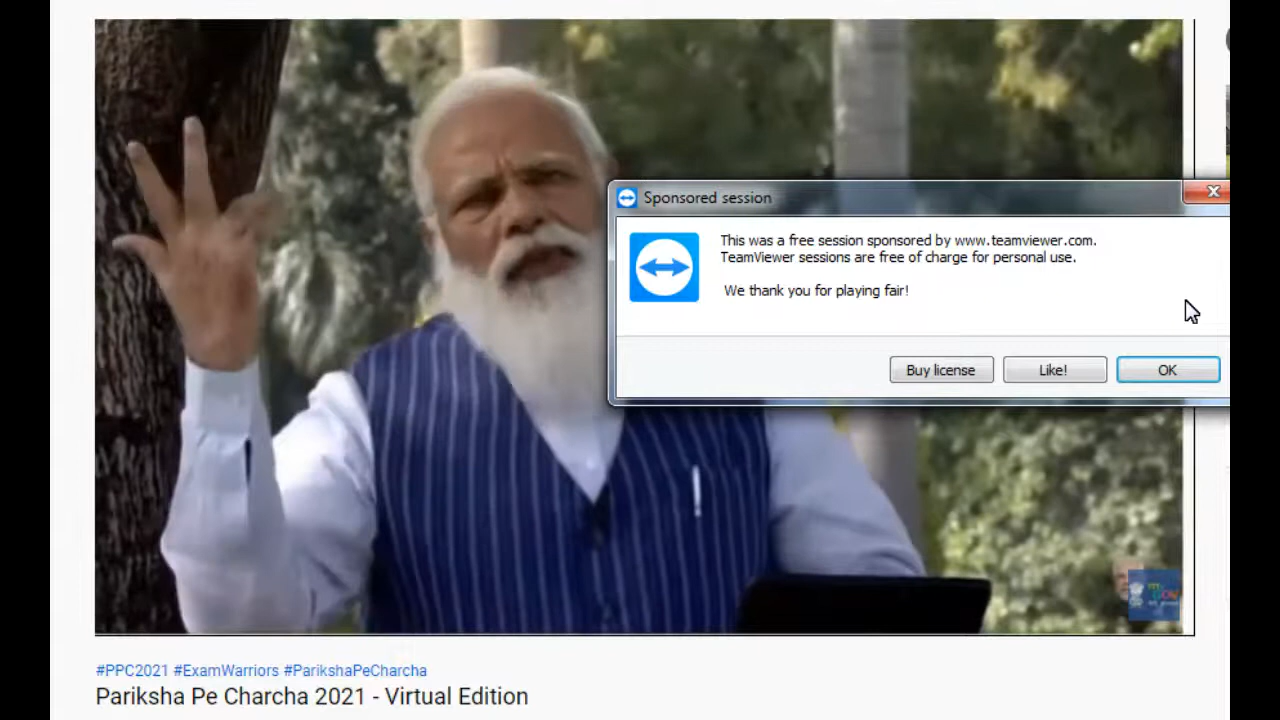 Sponsored session
This was a free session sponsored by www.teamviewer.com.
TeamViewer sessions are free of charge for personal use.
We thank you for playing fair!
Buy license
Like!
OK
#PPC2021 #ExamWarriors #ParikshaPeCharcha
Pariksha Pe Charcha 2021 - Virtual Edition